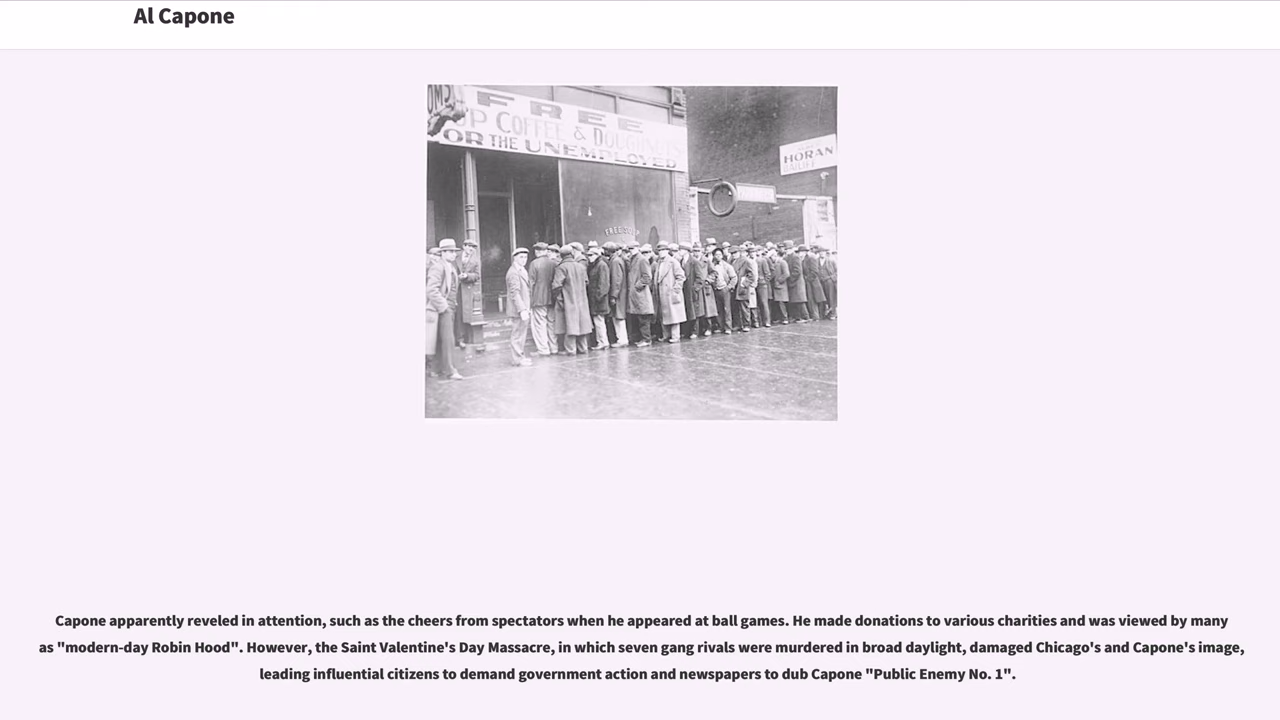 Al Capone
FREE
UP COFFEE & DOUGHNUTS
OR THE UNEMPLOYED
HORAN
FREE SOUP
Capone apparently reveled in attention, such as the cheers from spectators when he appeared at ball games. He made donations to various charities and was viewed by many
as "modern-day Robin Hood". However, the Saint Valentine's Day Massacre, in which seven gang rivals were murdered in broad daylight, damaged Chicago's and Capone's image,
leading influential citizens to demand government action and newspapers to dub Capone "Public Enemy No. 1".